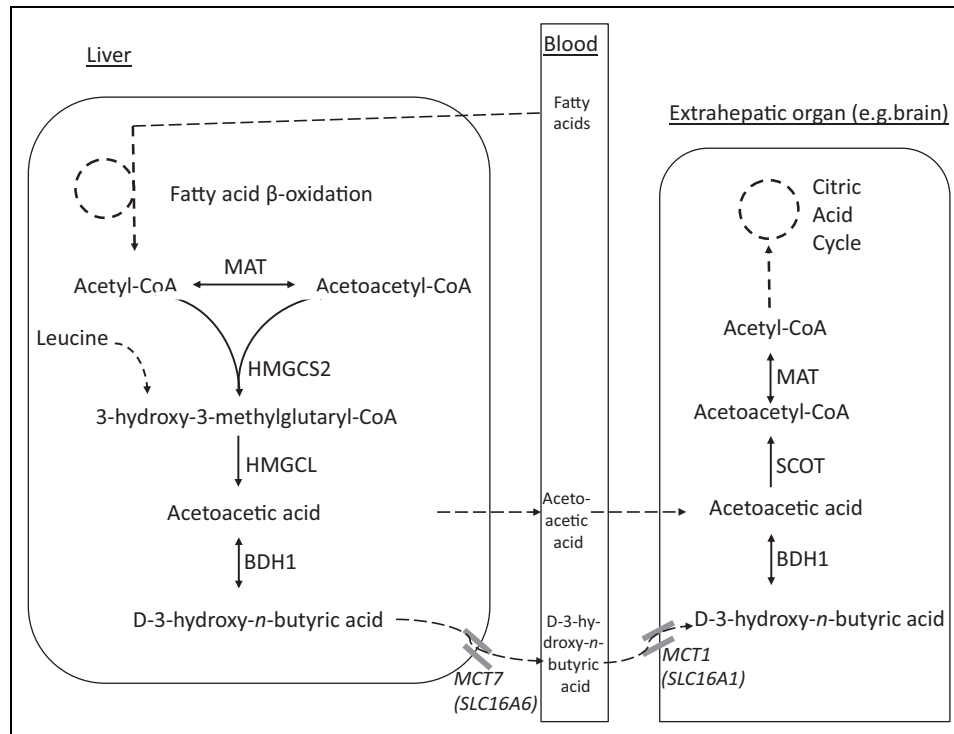 Liver
Blood
Extrahepatic organ (e.g.brain)
Fatty
acids
Fatty acid β-oxidation
Acetyl-CoA
MAT
Acetoacetyl-CoA
Leucine
HMGCS2
3-hydroxy-3-methylglutaryl-CoA
HMGCL
Acetoacetic acid
BDH1
D-3-hydroxy-n-butyric acid
MCT7
(SLC16A6)
Aceto-
acetic
acid
D-3-hy-
droxy-n-
butyric
acid
Citric
Acid
Cycle
Acetyl-CoA
MAT
Acetoacetyl-CoA
SCOT
Acetoacetic acid
BDH1
D-3-hydroxy-n-butyric acid
MCT1
(SLC16A1)